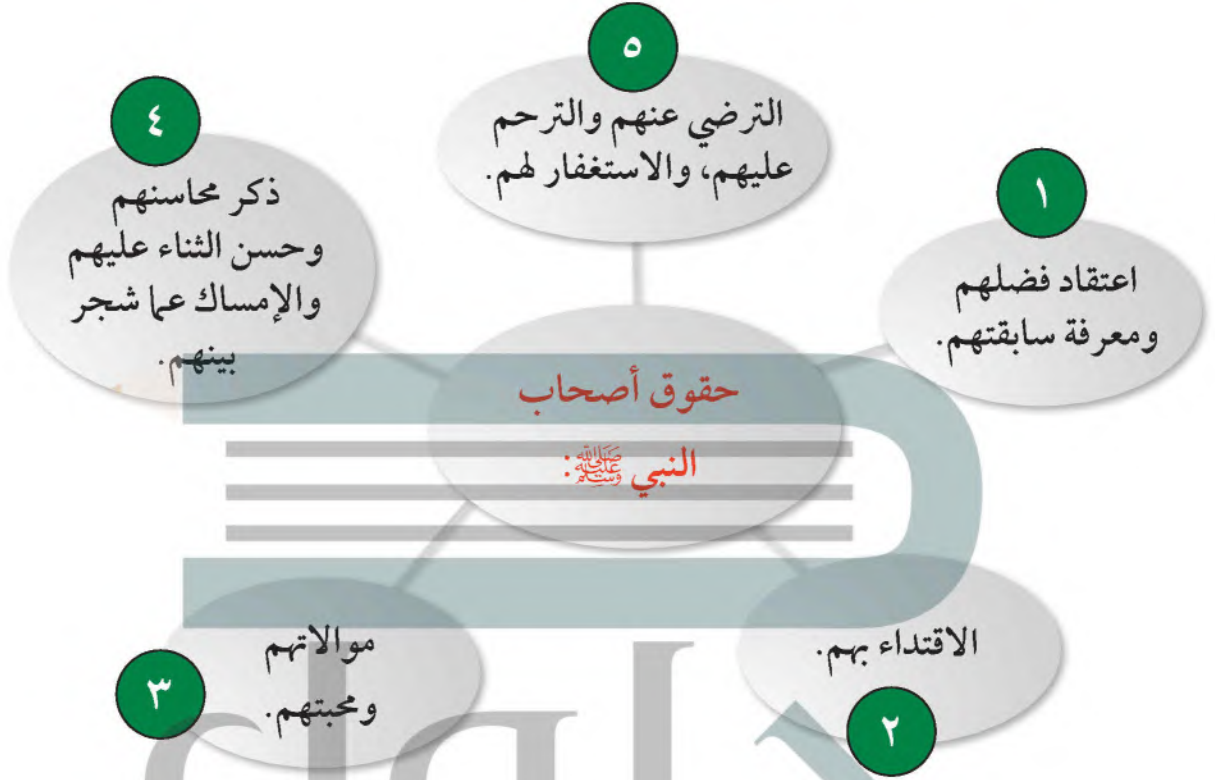 حقوق أصحاب
النبي ﷺ:
١
اعتقاد فضلهم
ومعرفة سابقتهم.
٢
الاقتداء بهم.
٣
موالاتهم
ومحبتهم.
٤
ذكر محاسنهم
وحسن الثناء عليهم
والإمساك عما شجر
بينهم.
٥
الترضي عنهم والترحم
عليهم، والاستغفار لهم.